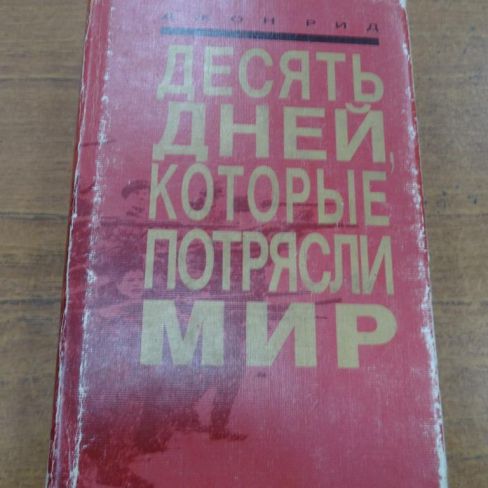 ДЖОН РИД
ДЕСЯТЬ
ДНЕЙ,
КОТОРЫЕ
ПОТРЯСЛИ
МИР